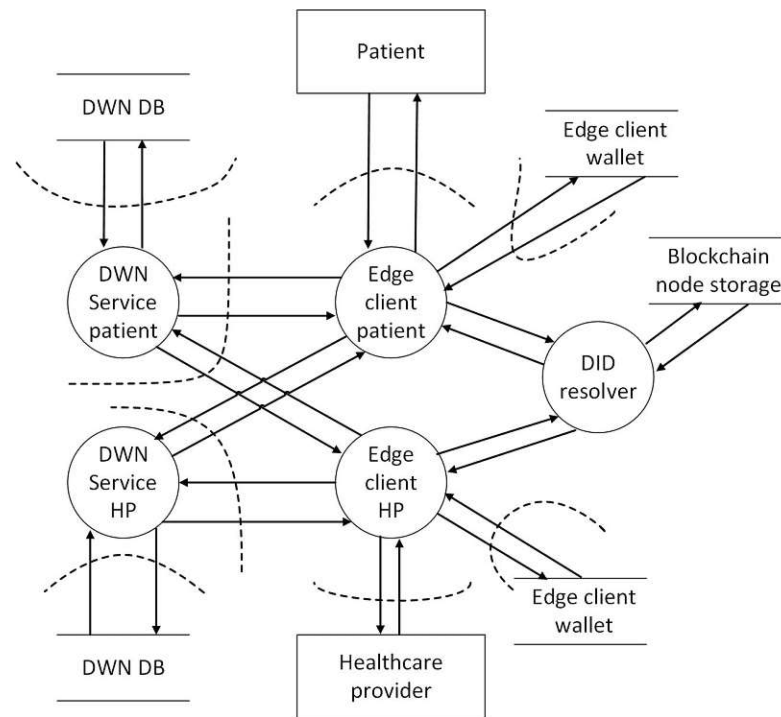 Patient
DWN DB
Edge client
wallet
DWN
Service
patient
Edge
client
patient
Blockchain
node storage
DID
resolver
DWN
Service
HP
Edge
client
HP
Edge client
wallet
DWN DB
Healthcare
provider